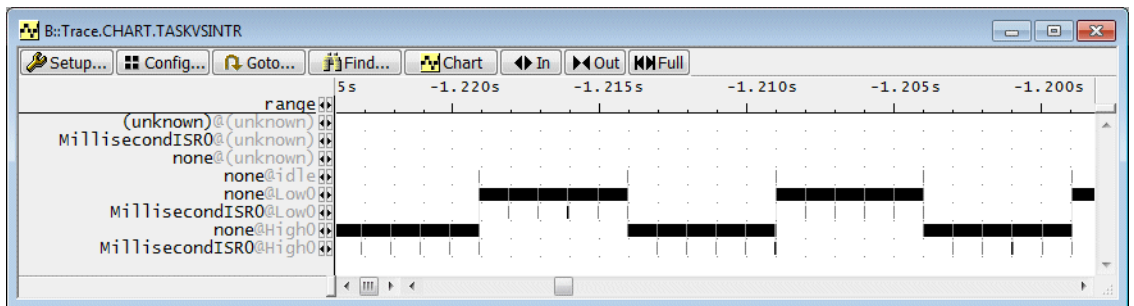 B::Trace.CHART.TASKVSINTR
Setup... Config... Goto... Find... Chart In Out Full
5s -1.220s -1.215s -1.210s -1.205s -1.200s
range
(unknown)@(unknown)
MillisecondISR0@(unknown)
none@(unknown)
none@idle
none@Low0
MillisecondISR0@Low0
none@High0
MillisecondISR0@High0